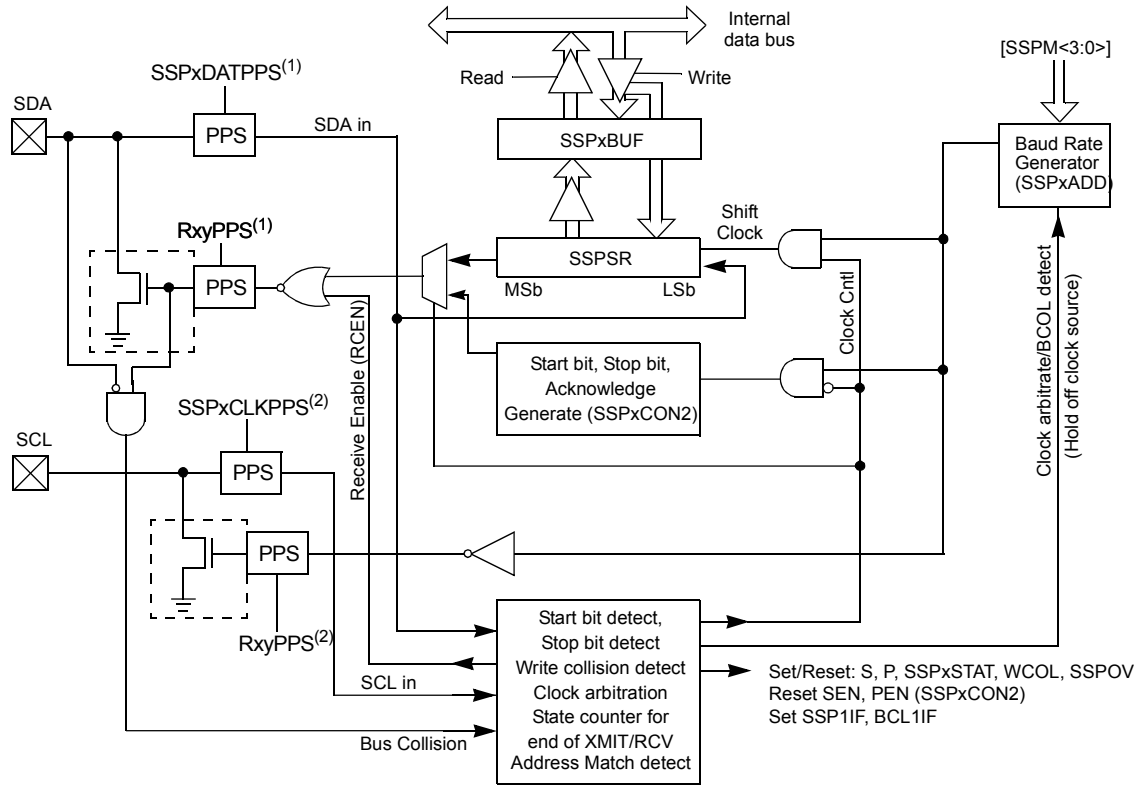 Internal
data bus
[SSPM<3:0>]
Read
Write
SSPxDATPPS(1)
SDA
PPS
SDA in
SSPxBUF
Baud Rate
Generator
(SSPxADD)
RxyPPS(1)
PPS
Shift
Clock
SSPSR
MSb
LSb
Clock Cntl
Receive Enable (RCEN)
Start bit, Stop bit,
Acknowledge
Generate (SSPxCON2)
Clock arbitrate/BCOL detect
(Hold off clock source)
SSPxCLKPPS(2)
SCL
PPS
PPS
RxyPPS(2)
SCL in
Bus Collision
Start bit detect,
Stop bit detect
Write collision detect
Clock arbitration
State counter for
end of XMIT/RCV
Address Match detect
Set/Reset: S, P, SSPxSTAT, WCOL, SSPOV
Reset SEN, PEN (SSPxCON2)
Set SSP1IF, BCL1IF